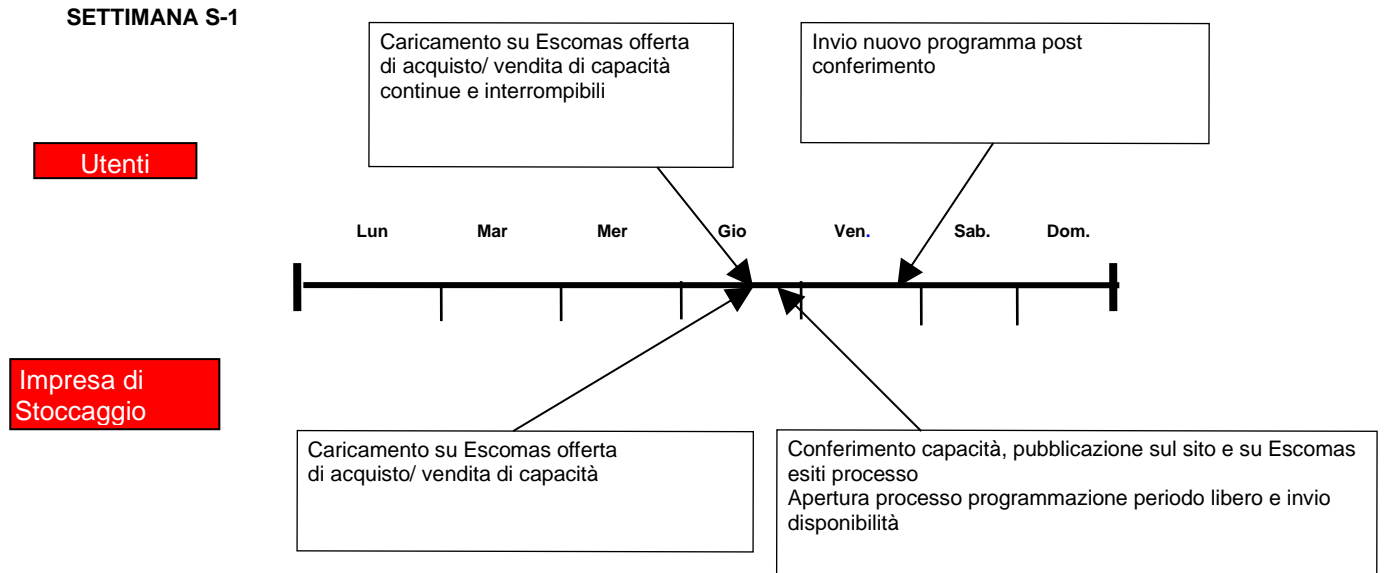 SETTIMANA S-1
Caricamento su Escomas offerta
di acquisto/ vendita di capacità
continue e interrompibili
Invio nuovo programma post
conferimento
Utenti
Lun Mar Mer Gio Ven. Sab. Dom.
Impresa di
Stoccaggio
Caricamento su Escomas offerta
di acquisto/ vendita di capacità
Conferimento capacità, pubblicazione sul sito e su Escomas
esiti processo
Apertura processo programmazione periodo libero e invio
disponibilità